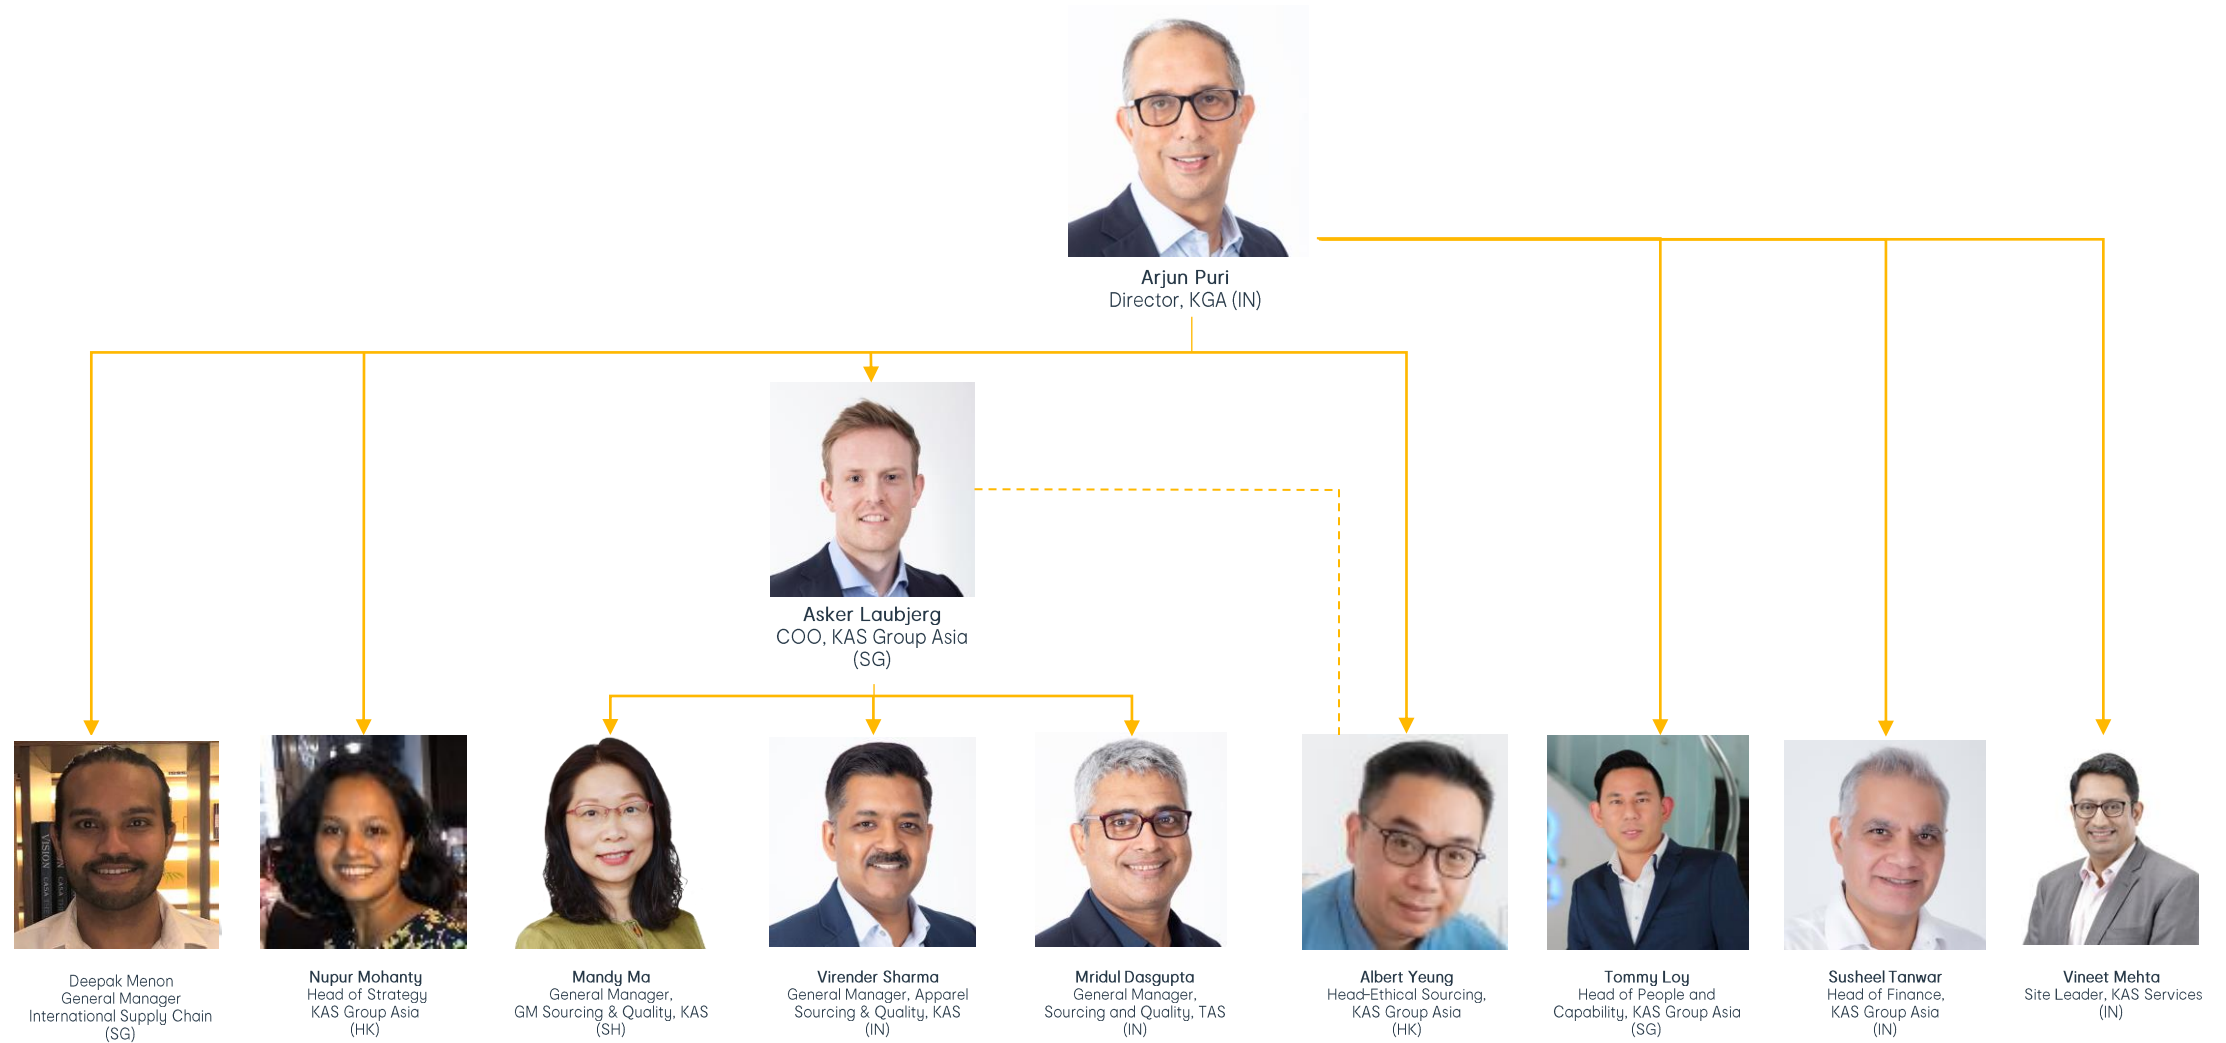 Arjun Puri
Director, KGA (IN)
Asker Laubjerg
COO, KAS Group Asia
(SG)
Deepak Menon
General Manager
International Supply Chain
(SG)
Nupur Mohanty
Head of Strategy
KAS Group Asia
(HK)
Mandy Ma
General Manager,
GM Sourcing & Quality, KAS
(SH)
Virender Sharma
General Manager, Apparel
Sourcing & Quality, KAS
(IN)
Mridul Dasgupta
General Manager,
Sourcing and Quality, TAS
(IN)
Albert Yeung
Head-Ethical Sourcing,
KAS Group Asia
(HK)
Tommy Loy
Head of People and
Capability, KAS Group Asia
(SG)
Susheel Tanwar
Head of Finance,
KAS Group Asia
(IN)
Vineet Mehta
Site Leader, KAS Services
(IN)
VISION